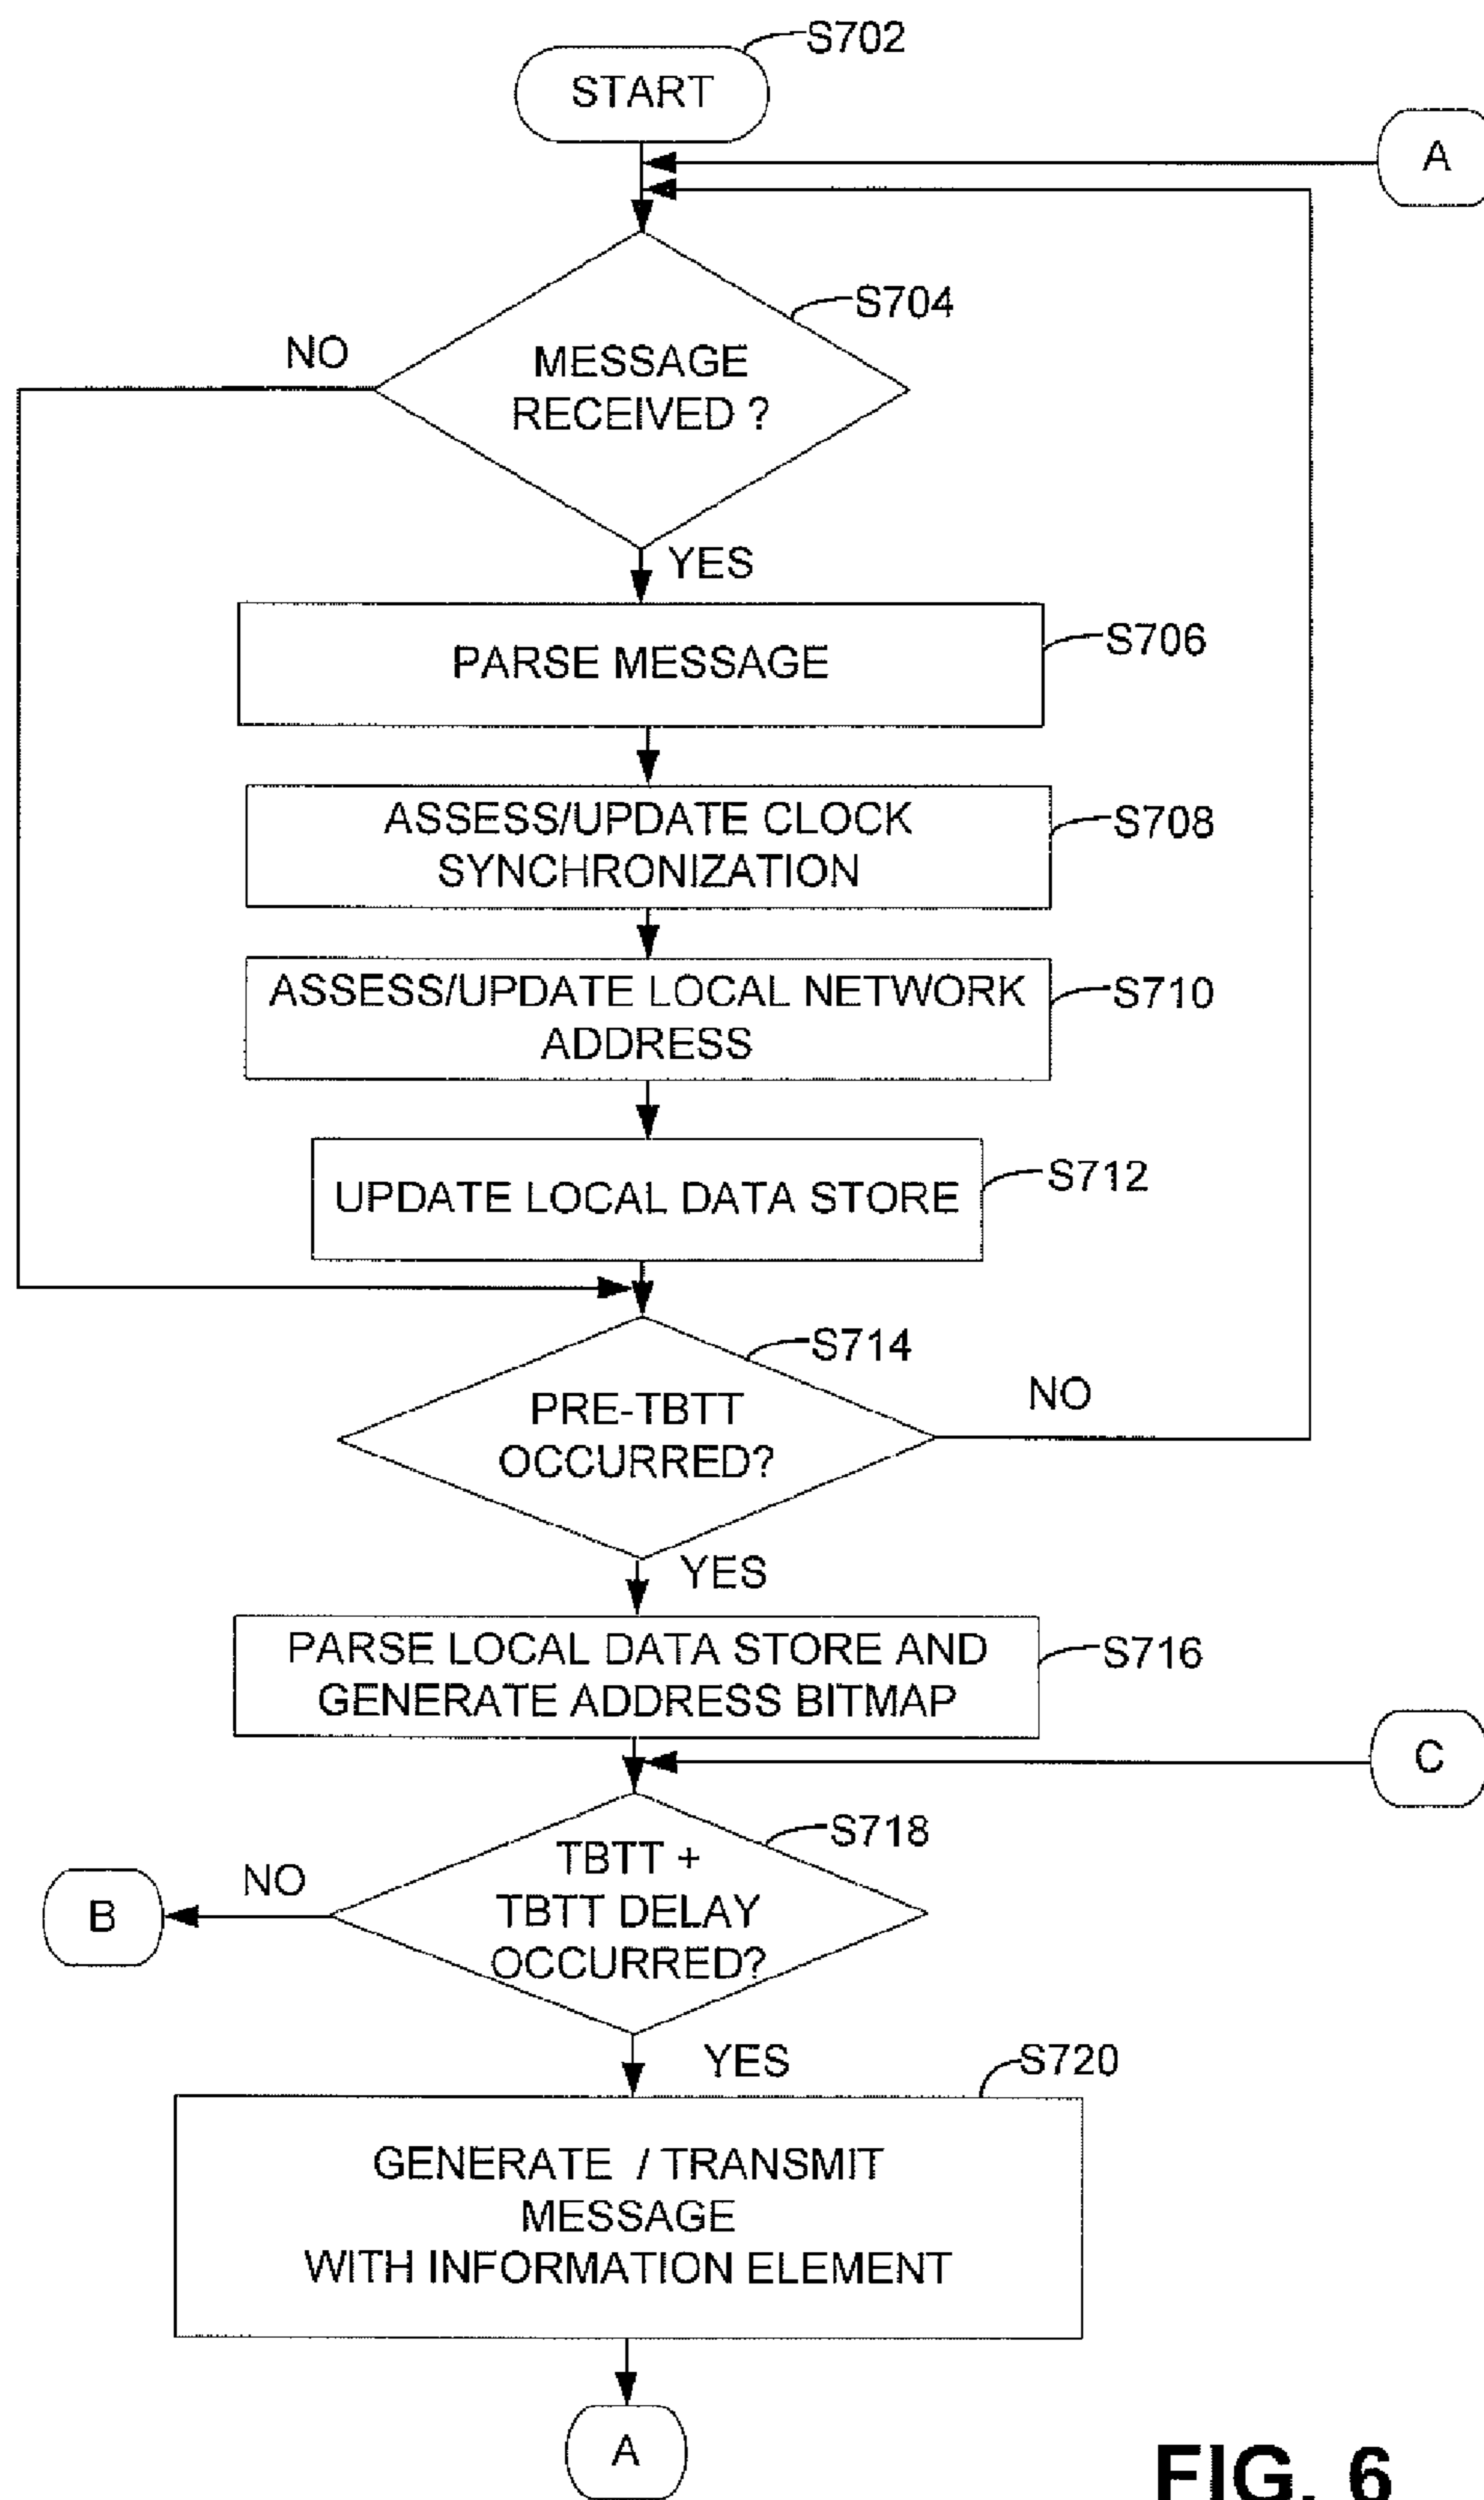 S702
START
A
S704
NO
MESSAGE
RECEIVED ?
YES
PARSE MESSAGE
S706
ASSESS/UPDATE CLOCK
SYNCHRONIZATION
S708
ASSESS/UPDATE LOCAL NETWORK
ADDRESS
S710
UPDATE LOCAL DATA STORE
S712
S714
PRE-TBTT
OCCURRED?
NO
YES
PARSE LOCAL DATA STORE AND
GENERATE ADDRESS BITMAP
S716
C
S718
TBTT +
TBTT DELAY
OCCURRED?
NO
B
YES
S720
GENERATE / TRANSMIT
MESSAGE
WITH INFORMATION ELEMENT
A
FIG. 6